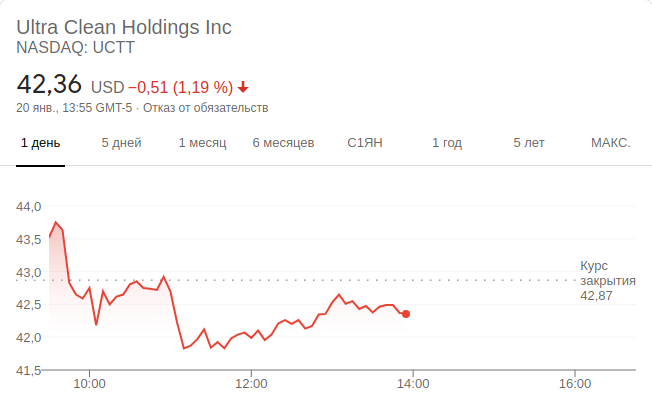 Ultra Clean Holdings Inc
NASDAQ: UCTT
42,36 USD −0,51 (1,19 %)
20 янв., 13:55 GMT-5 · Отказ от обязательств
1 день 5 дней 1 месяц 6 месяцев С1ЯН 1 год 5 лет МАКС.
44,0
43,5
Курс
43,0
закрытия
42,87
42,5
42,0
41,5
10:00 12:00 14:00 16:00